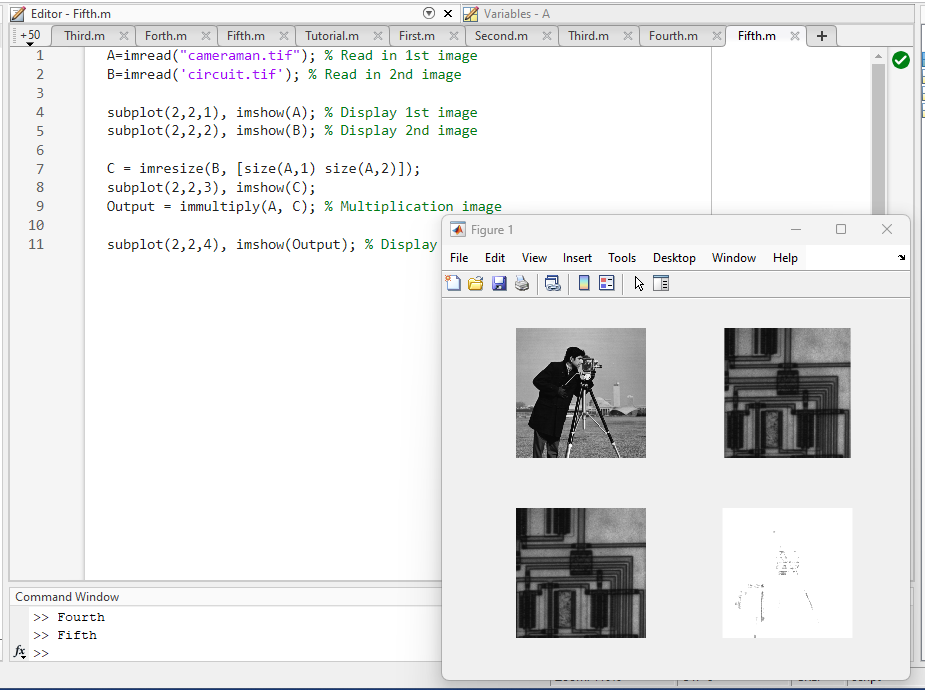 Editor - Fifth.m
Variables - A
+50 Third.m Forth.m Fifth.m Tutorial.m First.m Second.m Third.m Fourth.m Fifth.m +
1 A=imread("cameraman.tif"); % Read in 1st image
2 B=imread('circuit.tif'); % Read in 2nd image
3
4 subplot(2,2,1), imshow(A); % Display 1st image
5 subplot(2,2,2), imshow(B); % Display 2nd image
6
7 C = imresize(B, [size(A,1) size(A,2)]);
8 subplot(2,2,3), imshow(C);
9 Output = immultiply(A, C); % Multiplication image
10
11 subplot(2,2,4), imshow(Output); % Display
Figure 1
File Edit View Insert Tools Desktop Window Help
Command Window
>> Fourth
>> Fifth
fx >>